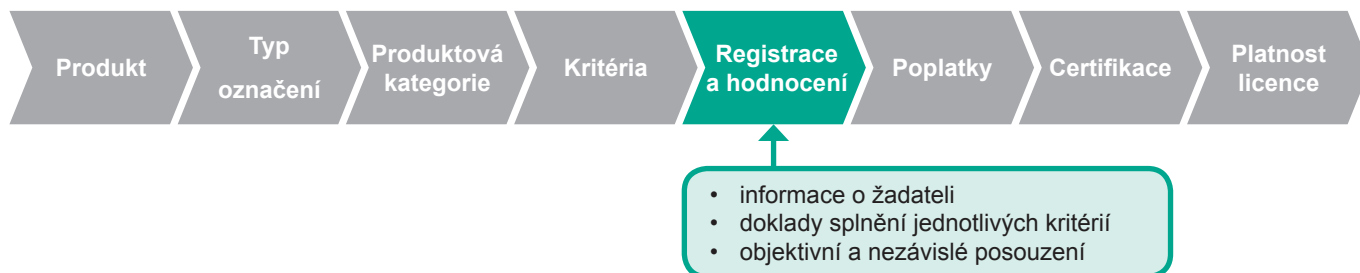 Produkt
Typ
označení
Produktová
kategorie
Kritéria
Registrace
a hodnocení
Poplatky
Certifikace
Platnost
licence
• informace o žadateli
• doklady splnění jednotlivých kritérií
• objektivní a nezávislé posouzení